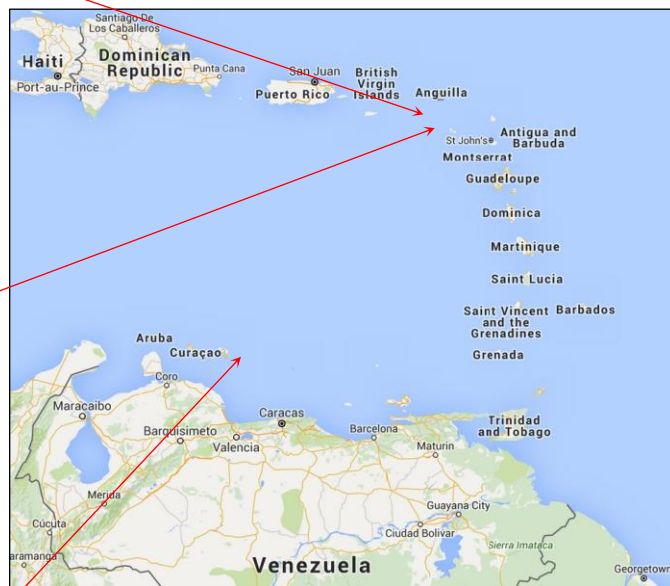 Santiago De
Los Caballeros
Haiti
Dominican
Republic
Port-au-Prince
Punta Cana
San Juan
Puerto Rico
British
Virgin
Islands
Anguilla
St John's
Antigua and
Barbuda
Montserrat
Guadeloupe
Dominica
Martinique
Saint Lucia
Saint Vincent
and the
Grenadines
Barbados
Grenada
Aruba
Curaçao
Coro
Maracaibo
Caracas
Barquisimeto
Valencia
Barcelona
Maturin
Trinidad
and Tobago
Merida
Cúcuta
aramanga
Guayana City
Ciudad Bolivar
Sierra Imataca
Venezuela
Georgetown